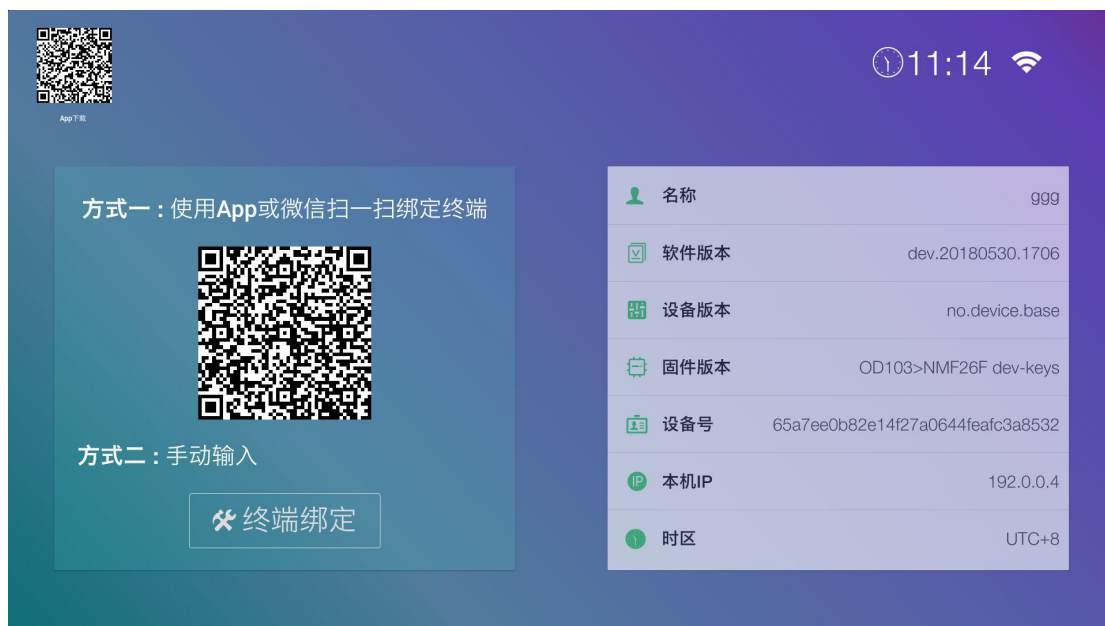 11:14
App下载
方式一：使用App或微信扫一扫绑定终端
方式二：手动输入
终端绑定
名称 ggg
软件版本 dev.20180530.1706
设备版本 no.device.base
固件版本 OD103>NMF26F dev-keys
设备号 65a7ee0b82e14f27a0644feafc3a8532
本机IP 192.0.0.4
时区 UTC+8